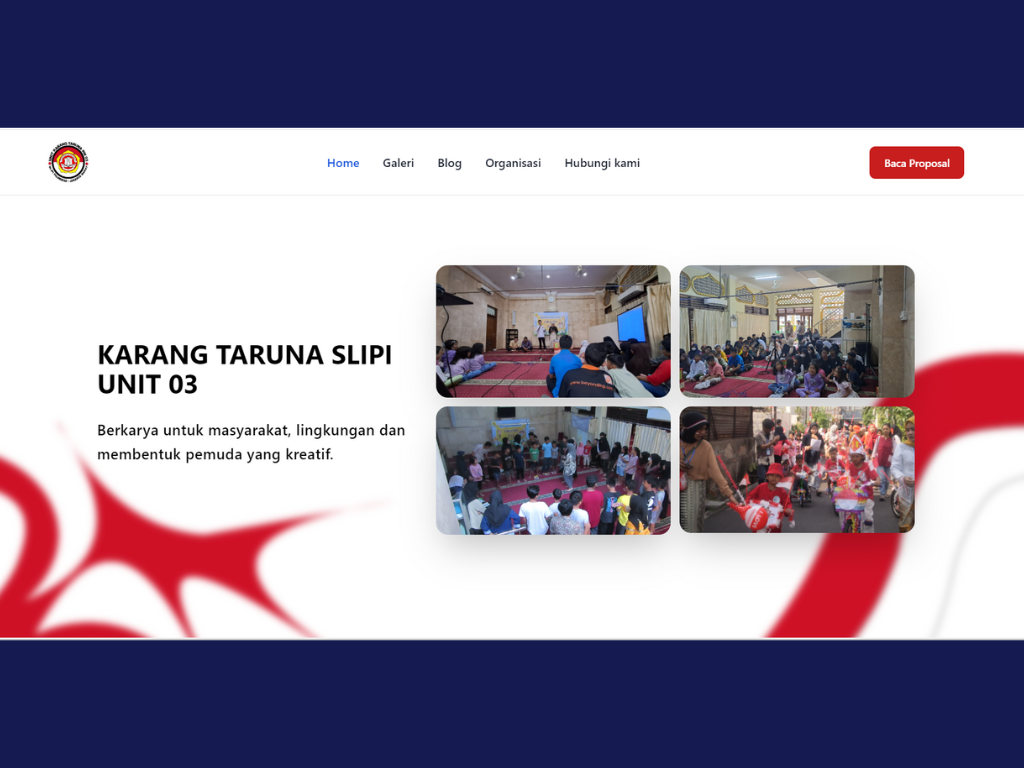 Home
Galeri
Blog
Organisasi
Hubungi kami
Baca Proposal
KARANG TARUNA SLIPI
UNIT 03
Berkarya untuk masyarakat, lingkungan dan
membentuk pemuda yang kreatif.